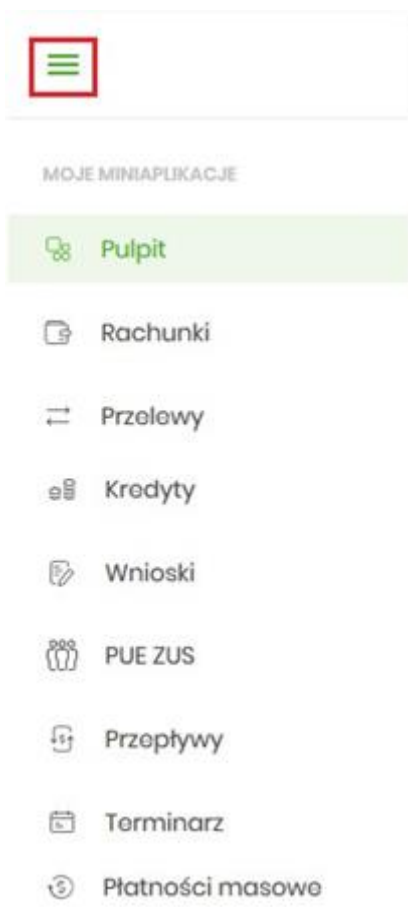 MOJE MINIAPLIKACJE
Pulpit
Rachunki
Przelewy
Kredyty
Wnioski
PUE ZUS
Przepływy
Terminarz
Płatności masowe